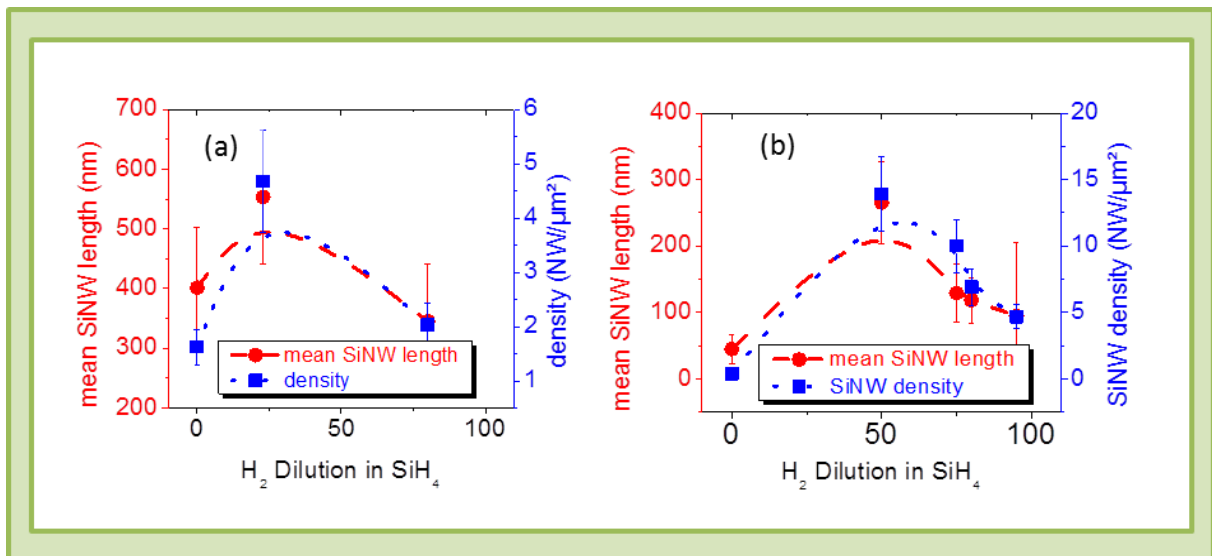 (a)
mean SiNW length (nm)
700
600
500
400
300
200
density (NW/µm²)
6
5
4
3
2
1
mean SiNW length
density
0
50
100
H₂ Dilution in SiH₄
(b)
mean SiNW length (nm)
400
300
200
100
0
SiNW density (NW/µm²)
20
15
10
5
0
mean SiNW length
SiNW density
0
50
100
H₂ Dilution in SiH₄